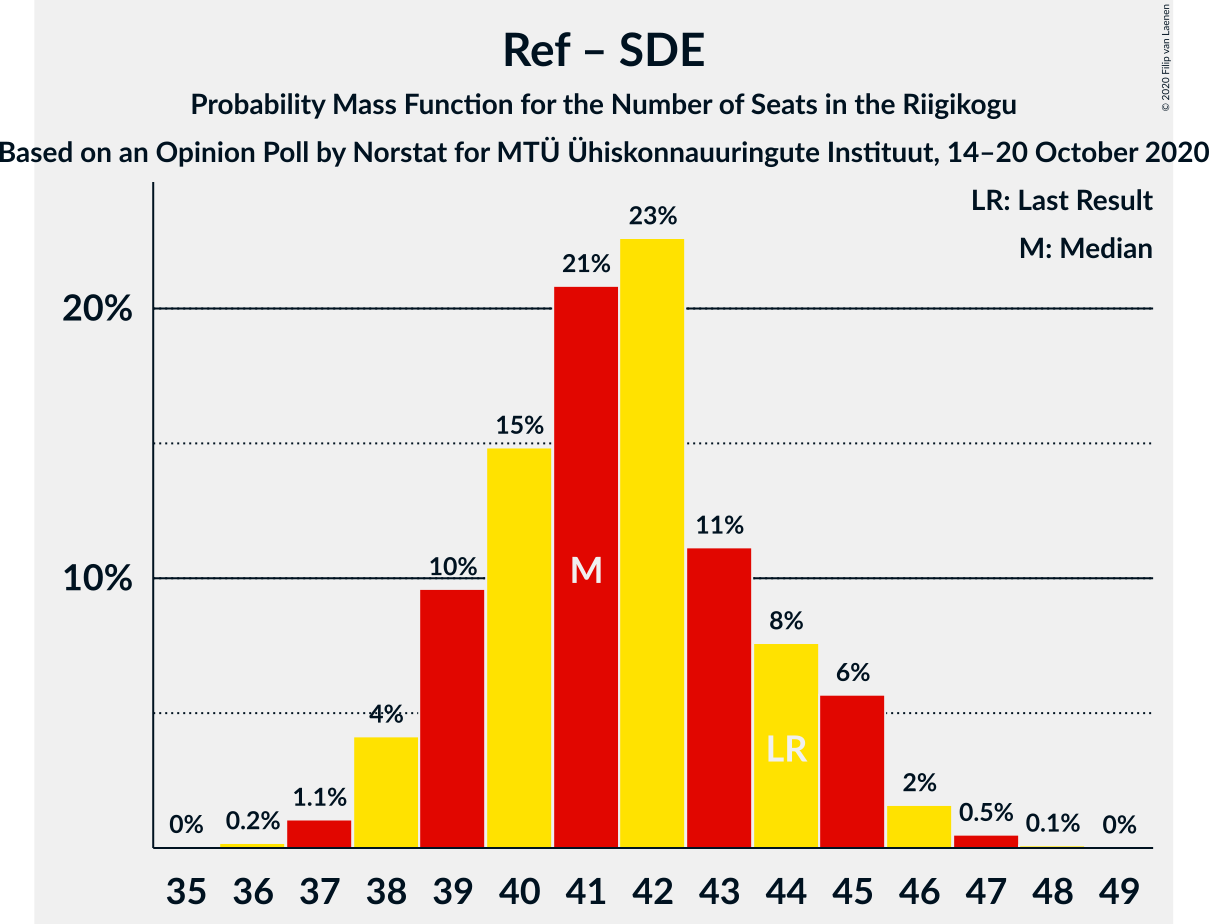 Ref – SDE
Probability Mass Function for the Number of Seats in the Riigikogu
Based on an Opinion Poll by Norstat for MTÜ Ühiskonnauuringute Instituut, 14–20 October 2020
© 2020 Filip van Laenen
LR: Last Result
M: Median
23%
21%
20%
15%
11%
10%
10%
M
8%
6%
4%
LR
2%
1.1%
0% 0.2% 0.5% 0.1% 0%
35 36 37 38 39 40 41 42 43 44 45 46 47 48 49